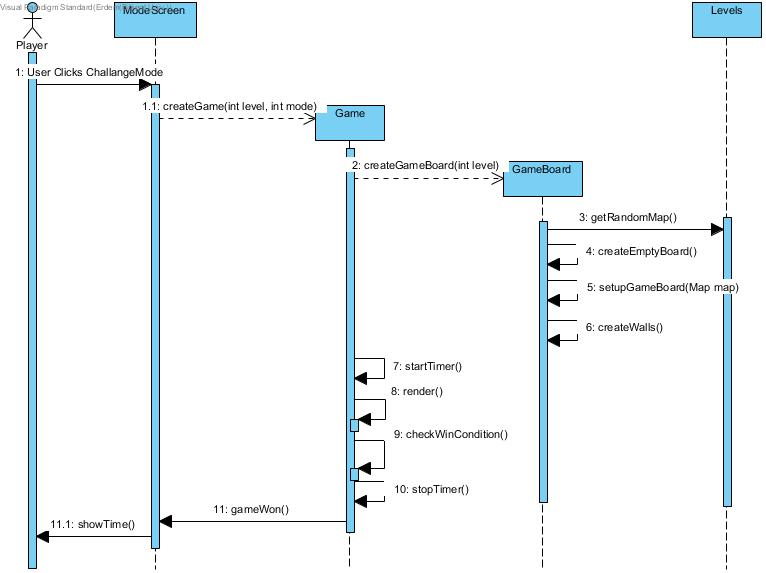 Visual Paradigm Standard(Erdem
ModeScreen
Levels
Player
1: User Clicks ChallangeMode
1.1: createGame(int level, int mode)
Game
2: createGameBoard(int level)
GameBoard
3: getRandomMap()
4: createEmptyBoard()
5: setupGameBoard(Map map)
6: createWalls()
7: startTimer()
8: render()
9: checkWinCondition()
10: stopTimer()
11: gameWon()
11.1: showTime()